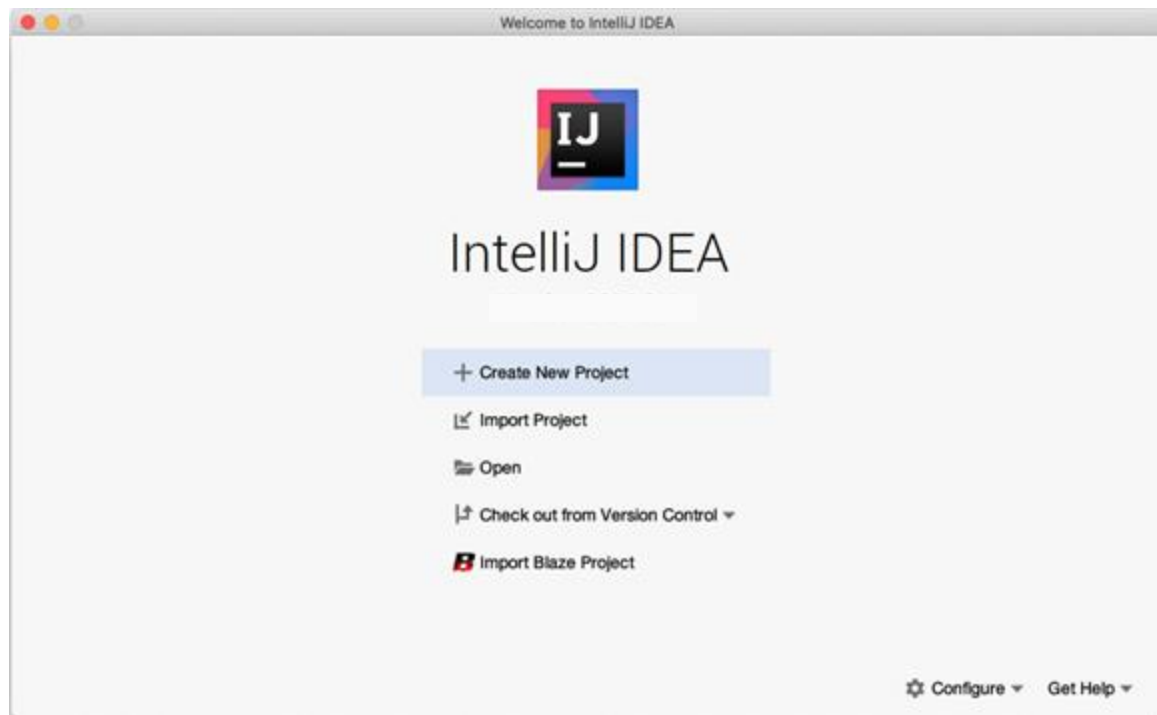 Welcome to IntelliJ IDEA
IJ
IntelliJ IDEA
Create New Project
Import Project
Open
Check out from Version Control
Import Blaze Project
Configure Get Help